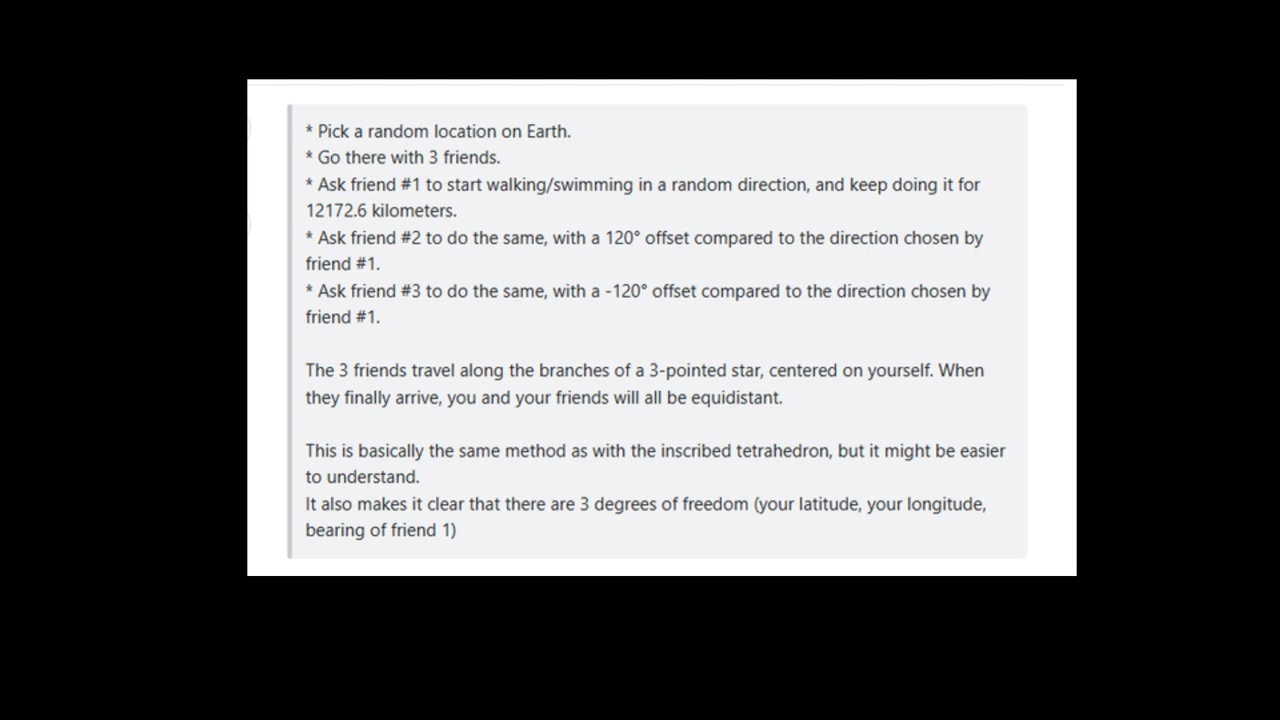 * Pick a random location on Earth.
* Go there with 3 friends.
* Ask friend #1 to start walking/swimming in a random direction, and keep doing it for
12172.6 kilometers.
* Ask friend #2 to do the same, with a 120° offset compared to the direction chosen by
friend #1.
* Ask friend #3 to do the same, with a -120° offset compared to the direction chosen by
friend #1.
The 3 friends travel along the branches of a 3-pointed star, centered on yourself. When
they finally arrive, you and your friends will all be equidistant.
This is basically the same method as with the inscribed tetrahedron, but it might be easier
to understand.
It also makes it clear that there are 3 degrees of freedom (your latitude, your longitude,
bearing of friend 1)